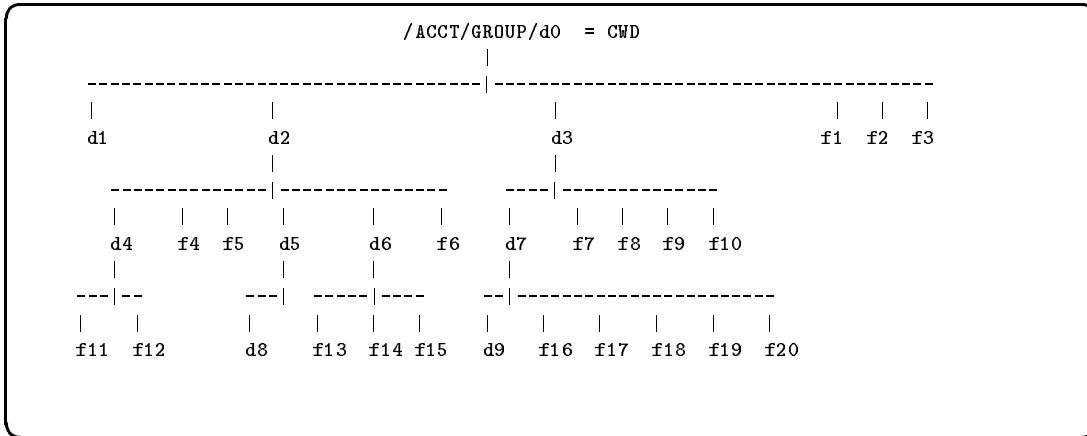 /ACCT/GROUP/d0 = CWD
d1 d2 d3 f1 f2 f3
d4 f4 f5 d5 d6 f6 d7 f7 f8 f9 f10
f11 f12 d8 f13 f14 f15 d9 f16 f17 f18 f19 f20